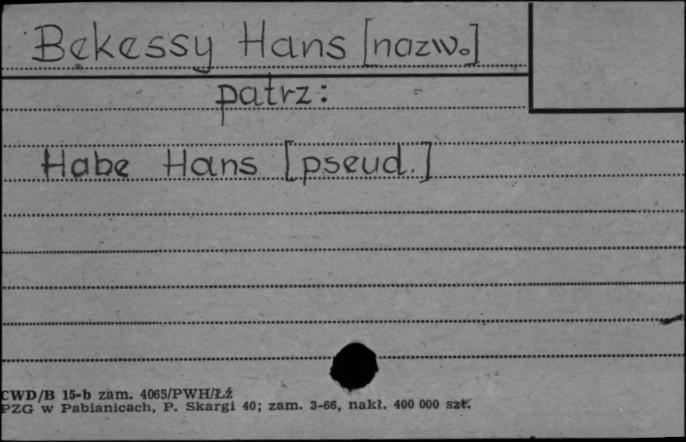 Bekessy Hans [nazw.]
patrz:
Habe Hans [pseud.]
CWD/B 15-b zam. 4065/PWH/ŁŹ
PZG w Pabianicach, P. Skargi 40; zam. 3-66, nakł. 400 000 szt.